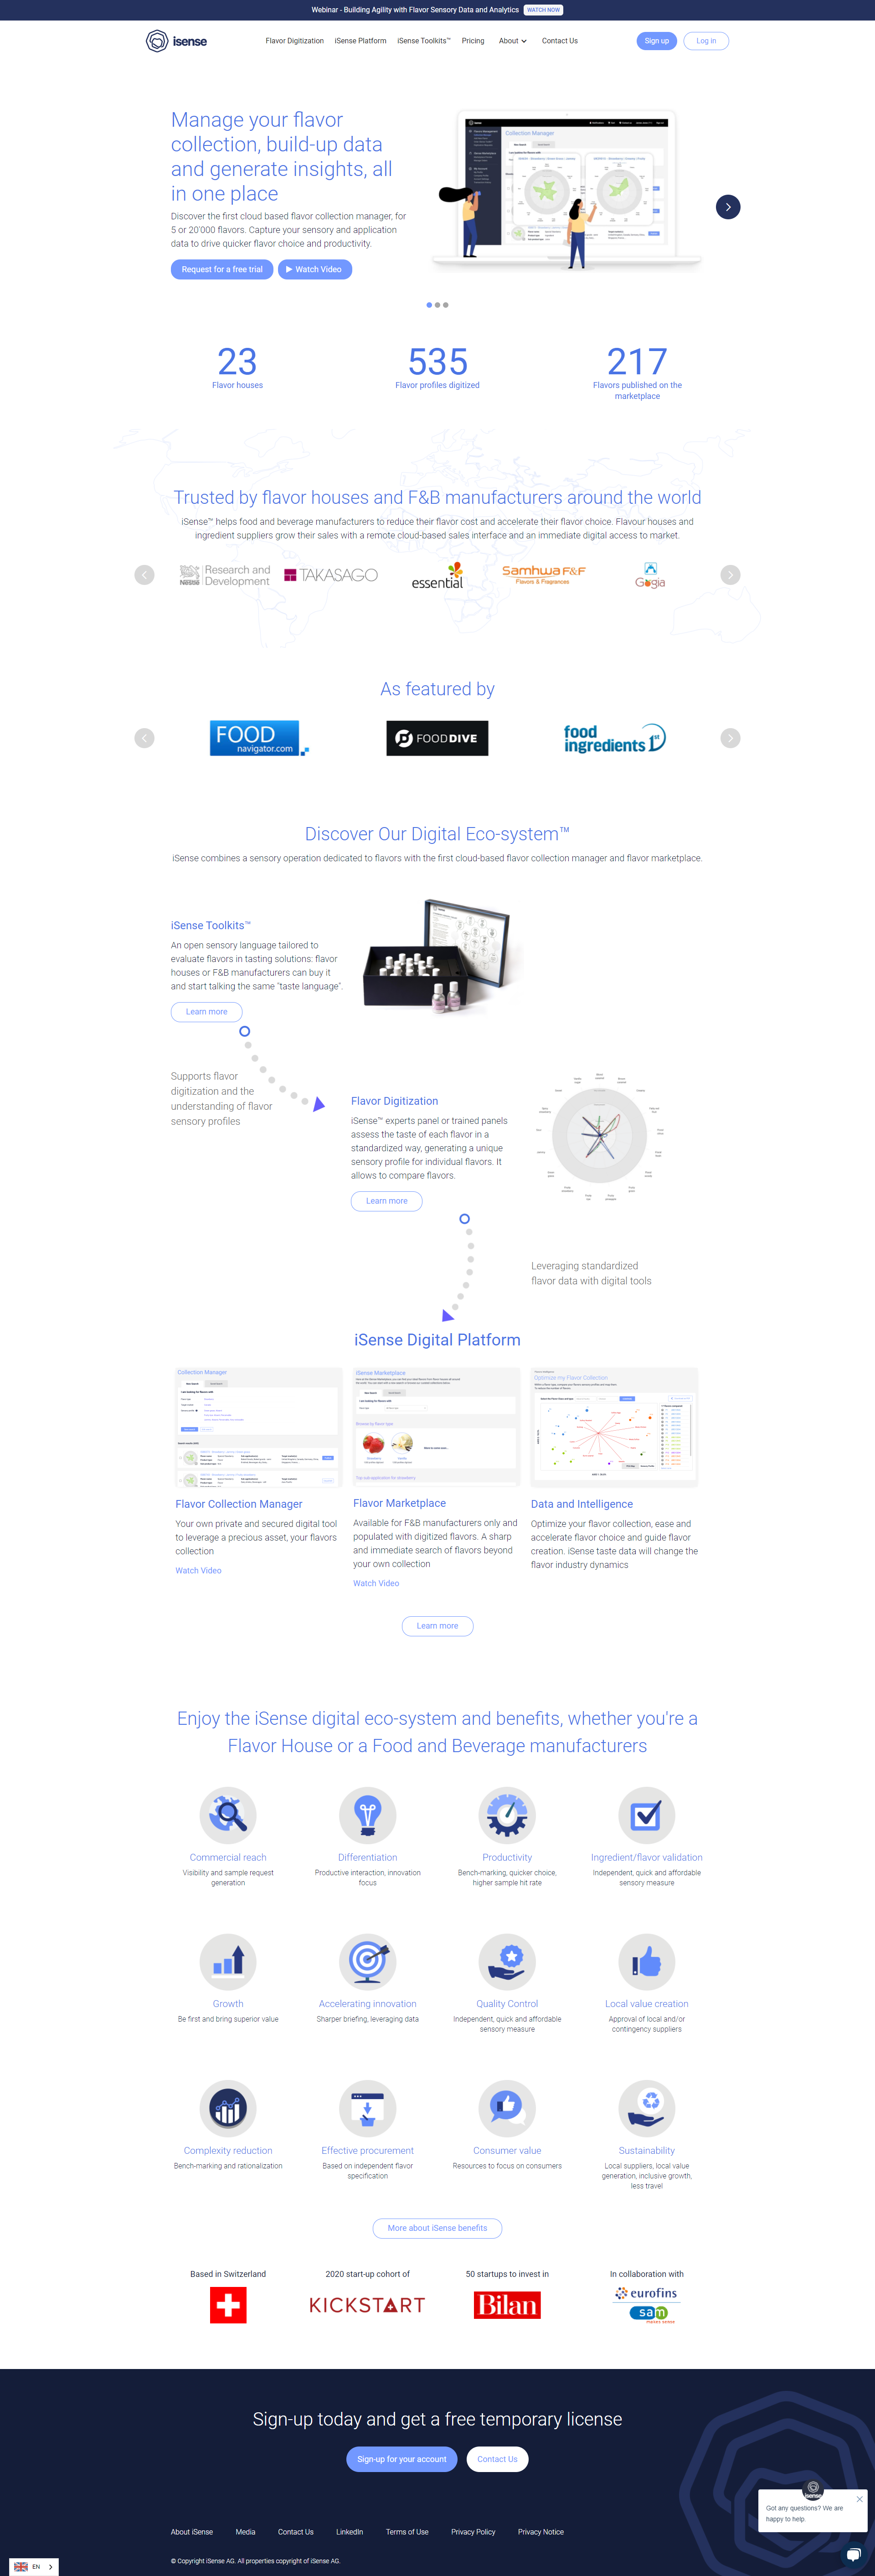 Webinar - Building Agility with Flavor Sensory Data and Analytics WATCH NOW
isense
Flavor Digitization iSense Platform iSense Toolkits™ Pricing About Contact Us Sign up Log in
Manage your flavor
collection, build-up data
and generate insights, all
in one place
Discover the first cloud based flavor collection manager, for
5 or 20'000 flavors. Capture your sensory and application
data to drive quicker flavor choice and productivity.
Request for a free trial Watch Video
Collection Manager
23 535 217
Flavor houses Flavor profiles digitized Flavors published on the
marketplace
Trusted by flavor houses and F&B manufacturers around the world
iSense™ helps food and beverage manufacturers to reduce their flavor cost and accelerate their flavor choice. Flavour houses and
ingredient suppliers grow their sales with a remote cloud-based sales interface and an immediate digital access to market.
Nestlé Research and
Development
TAKASAGO
essential
Samhwa F&F
Flavors & Fragrances
Gogia
As featured by
FOOD
navigator.com
FOODDIVE
food
ingredients 1st
Discover Our Digital Eco-system™
iSense combines a sensory operation dedicated to flavors with the first cloud-based flavor collection manager and flavor marketplace.
iSense Toolkits™
An open sensory language tailored to
evaluate flavors in tasting solutions: flavor
houses or F&B manufacturers can buy it
and start talking the same "taste language".
Learn more
Supports flavor
digitization and the
understanding of flavor
sensory profiles
Flavor Digitization
iSense™ experts panel or trained panels
assess the taste of each flavor in a
standardized way, generating a unique
sensory profile for individual flavors. It
allows to compare flavors.
Learn more
Leveraging standardized
flavor data with digital tools
iSense Digital Platform
Collection Manager
iSense Marketplace
Browse by flavor type
Optimize my Flavor Collection
Flavor Collection Manager
Your own private and secured digital tool
to leverage a precious asset, your flavors
collection
Watch Video
Flavor Marketplace
Available for F&B manufacturers only and
populated with digitized flavors. A sharp
and immediate search of flavors beyond
your own collection
Watch Video
Data and Intelligence
Optimize your flavor collection, ease and
accelerate flavor choice and guide flavor
creation. iSense taste data will change the
flavor industry dynamics
Learn more
Enjoy the iSense digital eco-system and benefits, whether you're a
Flavor House or a Food and Beverage manufacturers
Commercial reach
Visibility and sample request
generation
Differentiation
Productive interaction, innovation
focus
Productivity
Bench-marking, quicker choice,
higher sample hit rate
Ingredient/flavor validation
Independent, quick and affordable
sensory measure
Growth
Be first and bring superior value
Accelerating innovation
Sharper briefing, leveraging data
Quality Control
Independent, quick and affordable
sensory measure
Local value creation
Approval of local and/or
contingency suppliers
Complexity reduction
Bench-marking and rationalization
Effective procurement
Based on independent flavor
specification
Consumer value
Resources to focus on consumers
Sustainability
Local suppliers, local value
generation, inclusive growth,
less travel
More about iSense benefits
Based in Switzerland
2020 start-up cohort of
KICKSTART
50 startups to invest in
Bilan
In collaboration with
eurofins
sam
Sign-up today and get a free temporary license
Sign-up for your account Contact Us
isense
Got any questions? We are
happy to help.
About iSense Media Contact Us LinkedIn Terms of Use Privacy Policy Privacy Notice
© Copyright iSense AG. All properties copyright of iSense AG.
EN